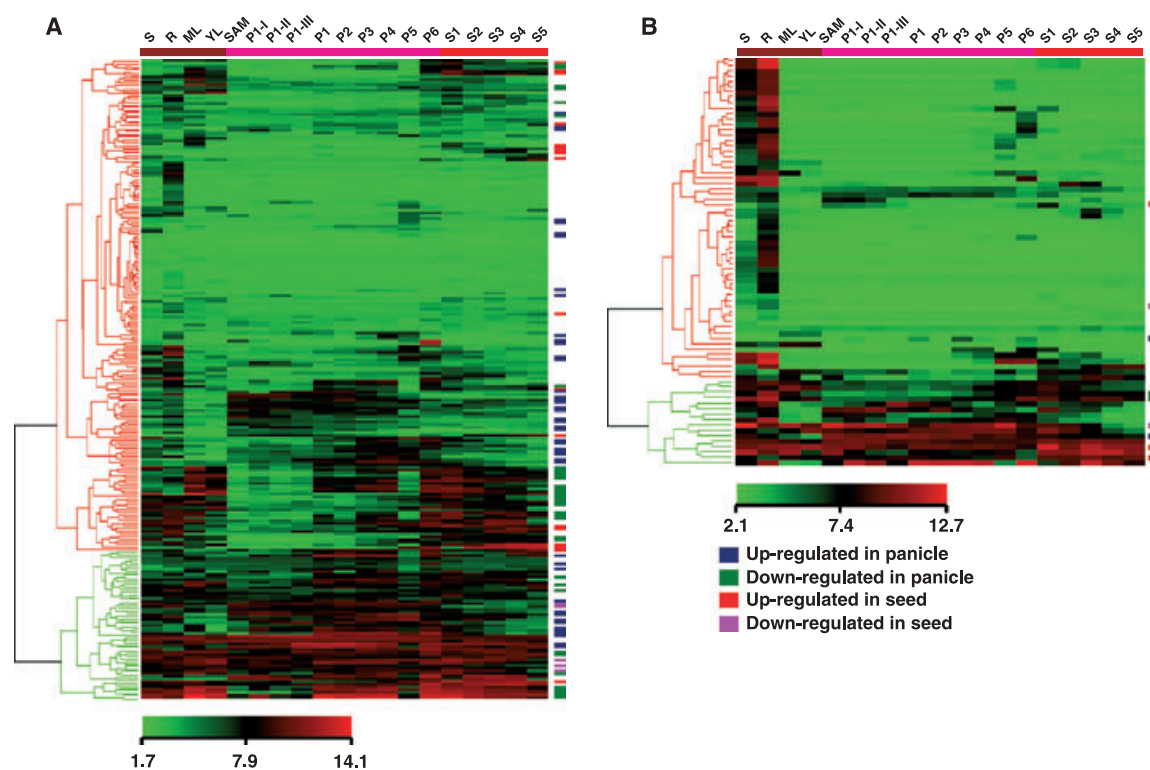 A
S R ML YL SAM P1-I P1-II P1-III P1 P2 P3 P4 P5 P6 S1 S2 S3 S4 S5
1.7 7.9 14.1
B
S R ML YL SAM P1-I P1-II P1-III P1 P2 P3 P4 P5 P6 S1 S2 S3 S4 S5
2.1 7.4 12.7
Up-regulated in panicle
Down-regulated in panicle
Up-regulated in seed
Down-regulated in seed